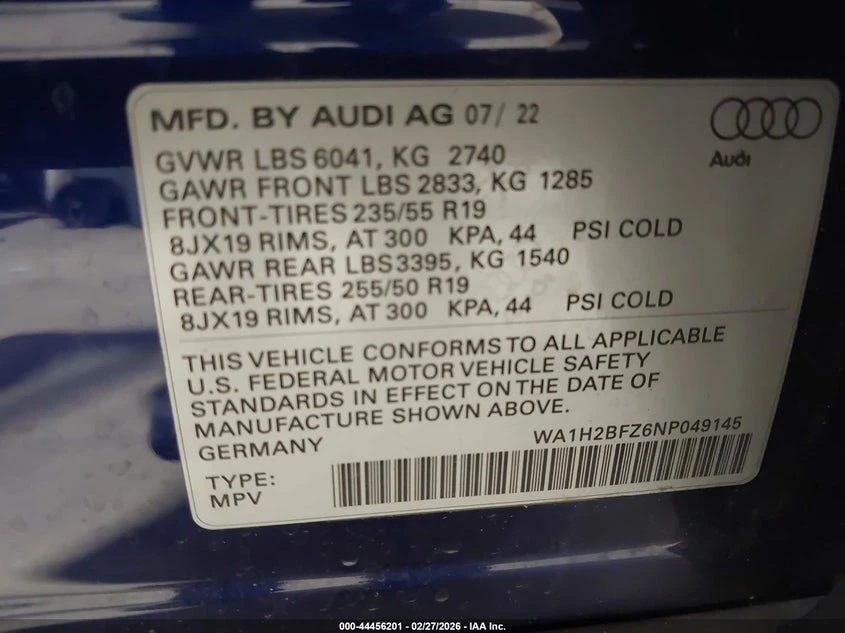 MFD. BY AUDI AG 07/ 22
Audi
GVWR LBS 6041, KG 2740
GAWR FRONT LBS 2833, KG 1285
FRONT-TIRES 235/55 R19
8JX19 RIMS, AT 300 KPA, 44 PSI COLD
GAWR REAR LBS3395, KG 1540
REAR-TIRES 255/50 R19
8JX19 RIMS, AT 300 KPA, 44 PSI COLD
THIS VEHICLE CONFORMS TO ALL APPLICABLE
U.S. FEDERAL MOTOR VEHICLE SAFETY
STANDARDS IN EFFECT ON THE DATE OF
MANUFACTURE SHOWN ABOVE.
GERMANY WA1H2BFZ6NP049145
TYPE:
MPV
000-44456201 - 02/27/2026 - IAA Inc.